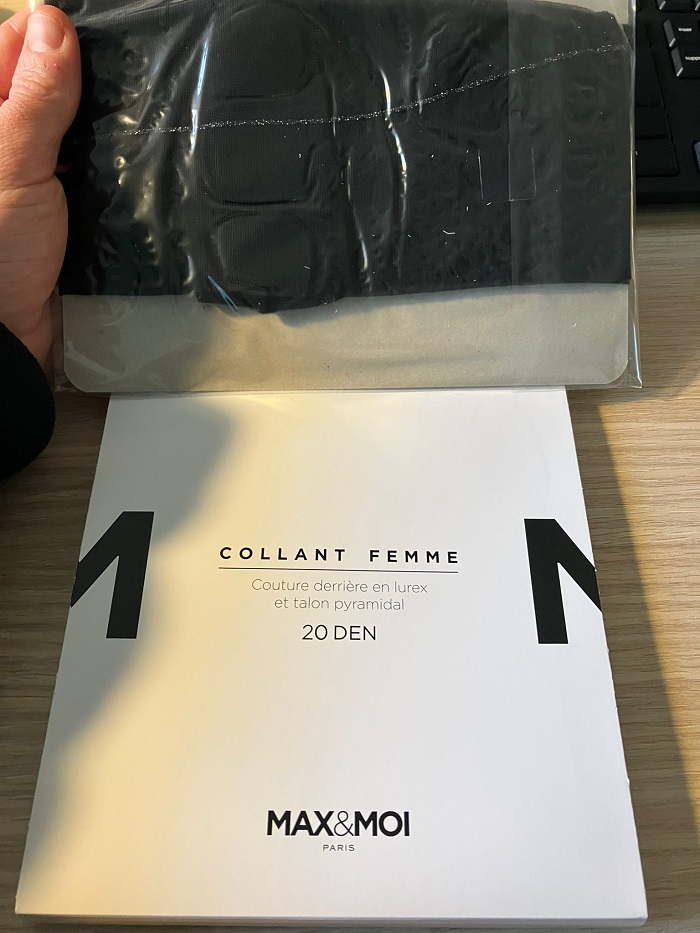 COLLANT FEMME
Couture derrière en lurex
et talon pyramidal
20 DEN
MAX&MOI
PARIS